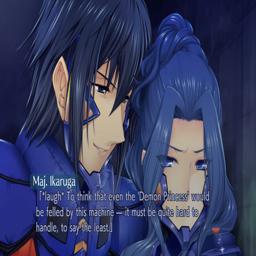 Maj. Ikaruga
「*laugh* To think that even the 'Demon Princess' would
be felled by this machine — it must be quite hard to
handle, to say the least.」